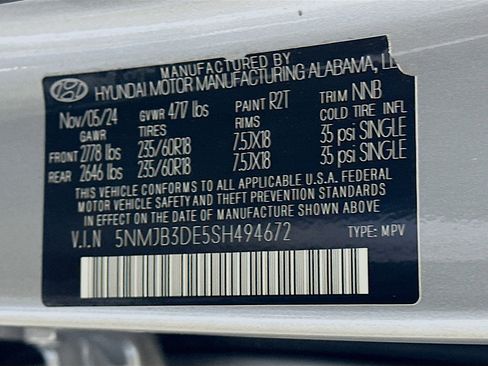 MANUFACTURED BY
HYUNDAI MOTOR MANUFACTURING ALABAMA,
Nov/05/24 GVWR 4717 lbs PAINT R2T TRIM NNB
GAWR TIRES RIMS COLD TIRE INFL
FRONT 2778 lbs 235/60R18 7.5JX18 35 psi SINGLE
REAR 2646 lbs 235/60R18 7.5JX18 35 psi SINGLE
THIS VEHICLE CONFORMS TO ALL APPLICABLE U.S.A. FEDERAL
MOTOR VEHICLE SAFETY AND THEFT PREVENTION STANDARDS
IN EFFECT ON THE DATE OF MANUFACTURE SHOWN ABOVE.
V.I.N 5NMJB3DE5SH494672 TYPE: MPV